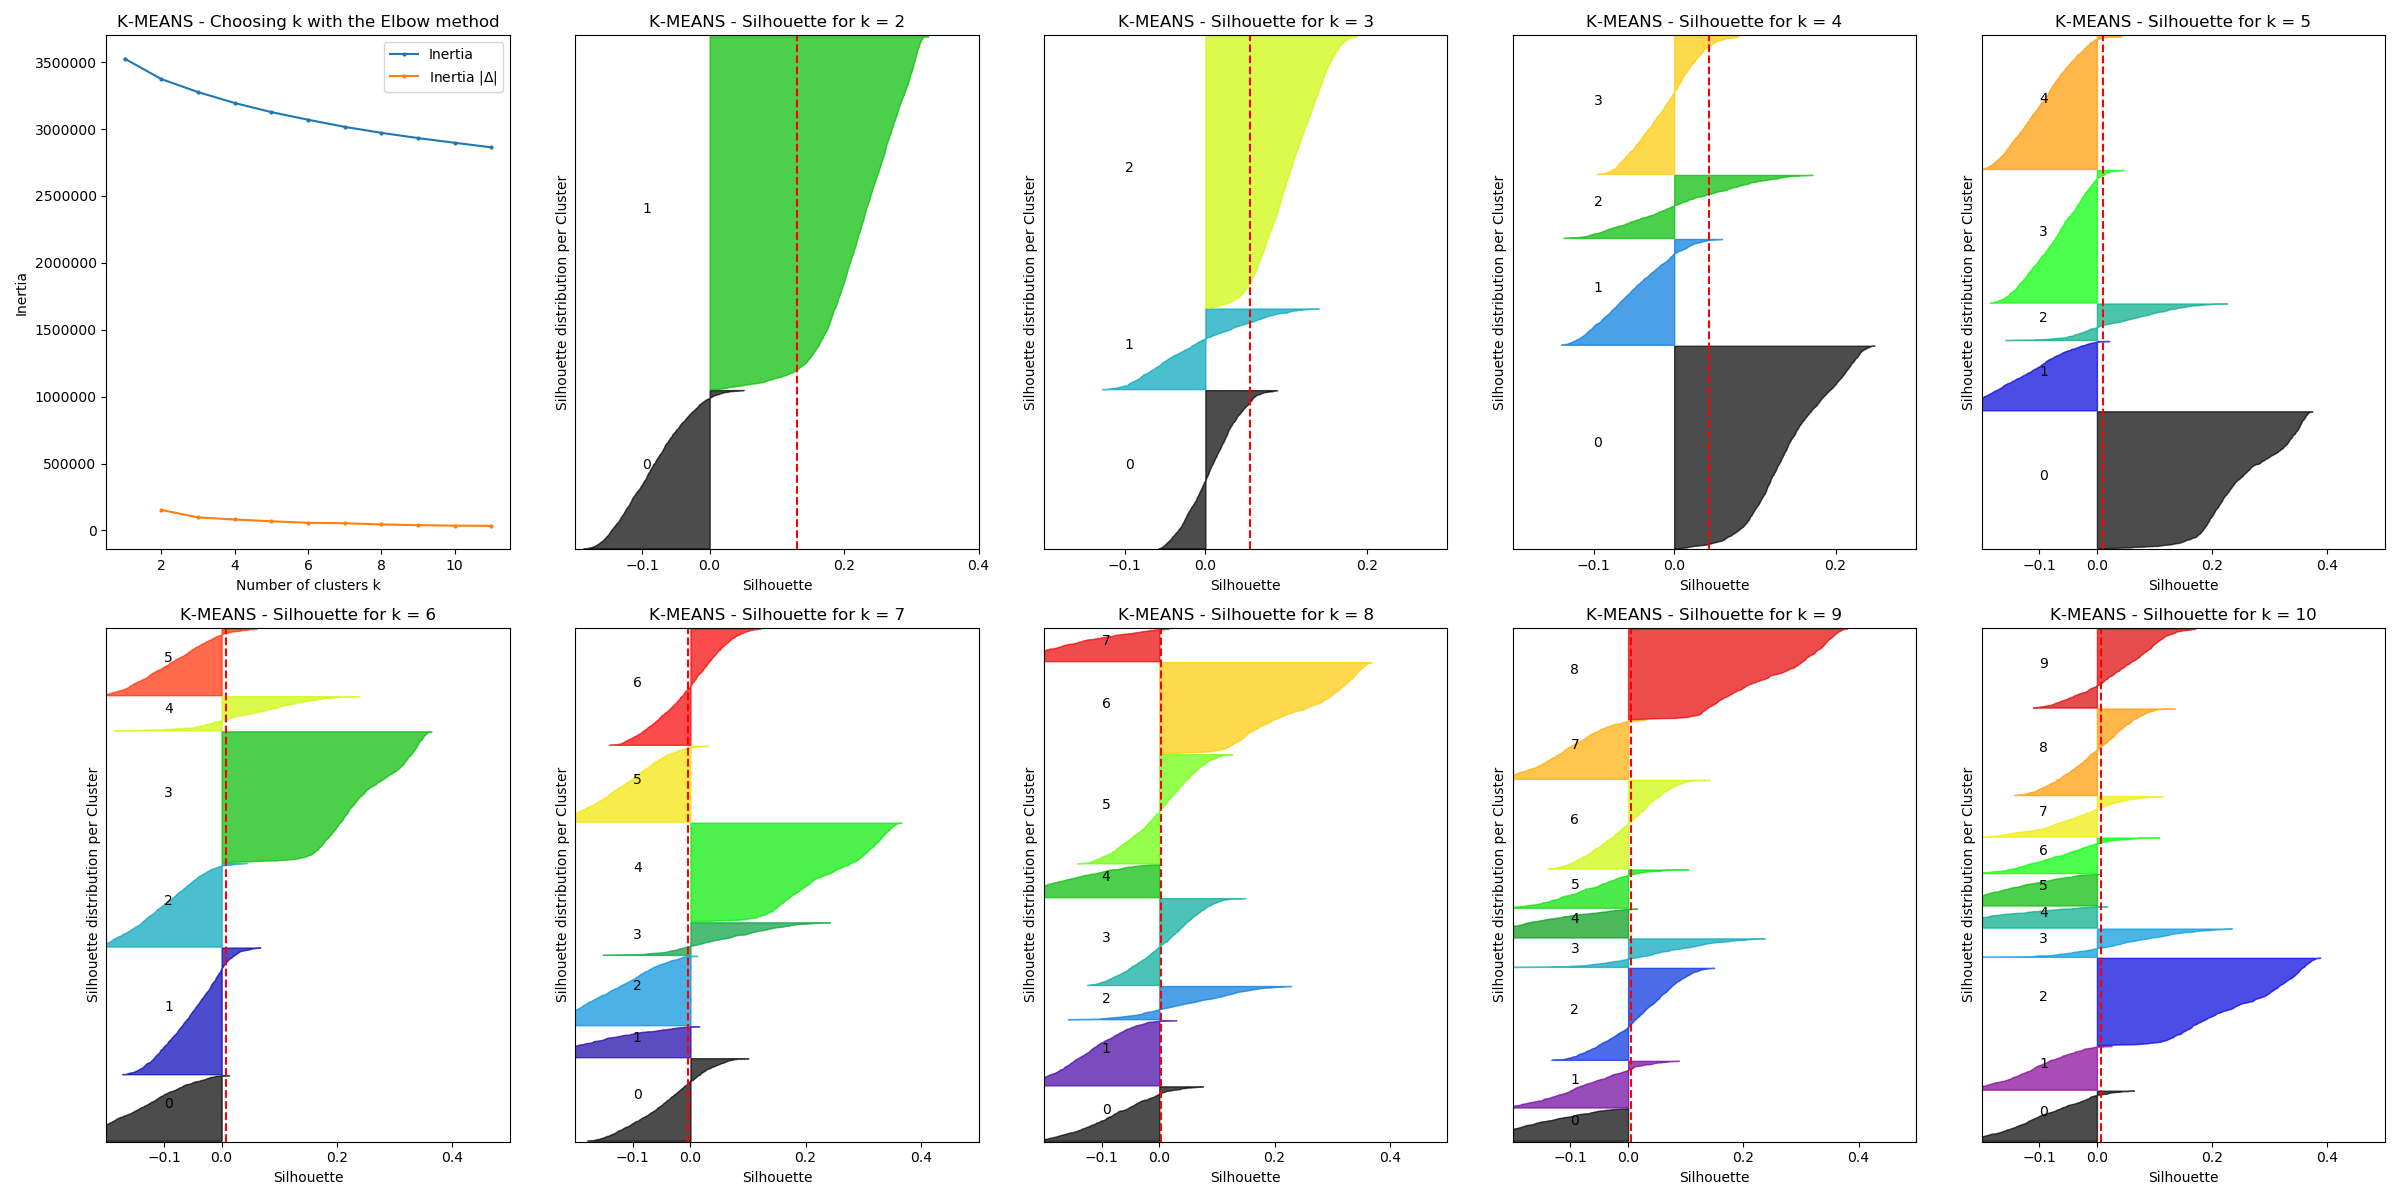 K-MEANS - Choosing k with the Elbow method
Inertia
Inertia |Δ|
3500000
3000000
2500000
2000000
1500000
1000000
500000
0
Inertia
2 4 6 8 10
Number of clusters k
K-MEANS - Silhouette for k = 2
Silhouette distribution per Cluster
1
0
−0.1 0.0 0.2 0.4
Silhouette
K-MEANS - Silhouette for k = 3
Silhouette distribution per Cluster
2
1
0
−0.1 0.0 0.2
Silhouette
K-MEANS - Silhouette for k = 4
Silhouette distribution per Cluster
3
2
1
0
−0.1 0.0 0.2
Silhouette
K-MEANS - Silhouette for k = 5
Silhouette distribution per Cluster
4
3
2
1
0
−0.1 0.0 0.2 0.4
Silhouette
K-MEANS - Silhouette for k = 6
Silhouette distribution per Cluster
5
4
3
2
1
0
−0.1 0.0 0.2 0.4
Silhouette
K-MEANS - Silhouette for k = 7
Silhouette distribution per Cluster
6
5
4
3
2
1
0
−0.1 0.0 0.2 0.4
Silhouette
K-MEANS - Silhouette for k = 8
Silhouette distribution per Cluster
7
6
5
4
3
2
1
0
−0.1 0.0 0.2 0.4
Silhouette
K-MEANS - Silhouette for k = 9
Silhouette distribution per Cluster
8
7
6
5
4
3
2
1
0
−0.1 0.0 0.2 0.4
Silhouette
K-MEANS - Silhouette for k = 10
Silhouette distribution per Cluster
9
8
7
6
5
4
3
2
1
0
−0.1 0.0 0.2 0.4
Silhouette